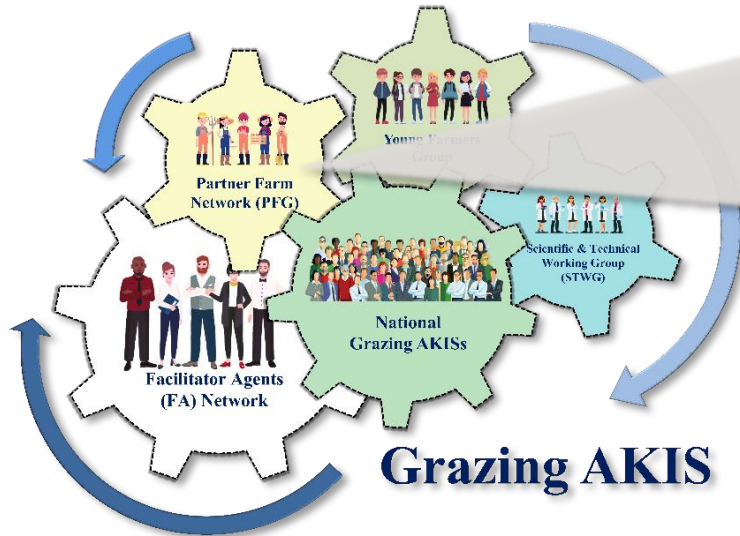 Young Farmers
Group
Partner Farm
Network (PFG)
Scientific & Technical
Working Group
(STWG)
National
Grazing AKISs
Facilitator Agents
(FA) Network
Grazing AKIS